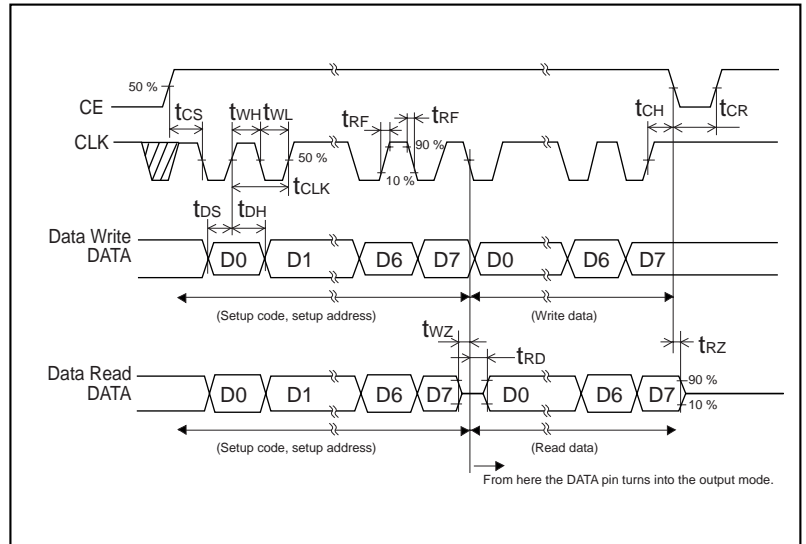 50 %
CE
tCS tWH tWL tRF tRF tCH tCR
CLK
50 %
90 %
10 %
tCLK
tDS tDH
Data Write
DATA
D0 D1 D6 D7 D0 D6 D7
(Setup code, setup address) (Write data)
tWZ tRD tRZ
Data Read
DATA
D0 D1 D6 D7 D0 D6 D7
90 %
10 %
(Setup code, setup address) (Read data)
From here the DATA pin turns into the output mode.